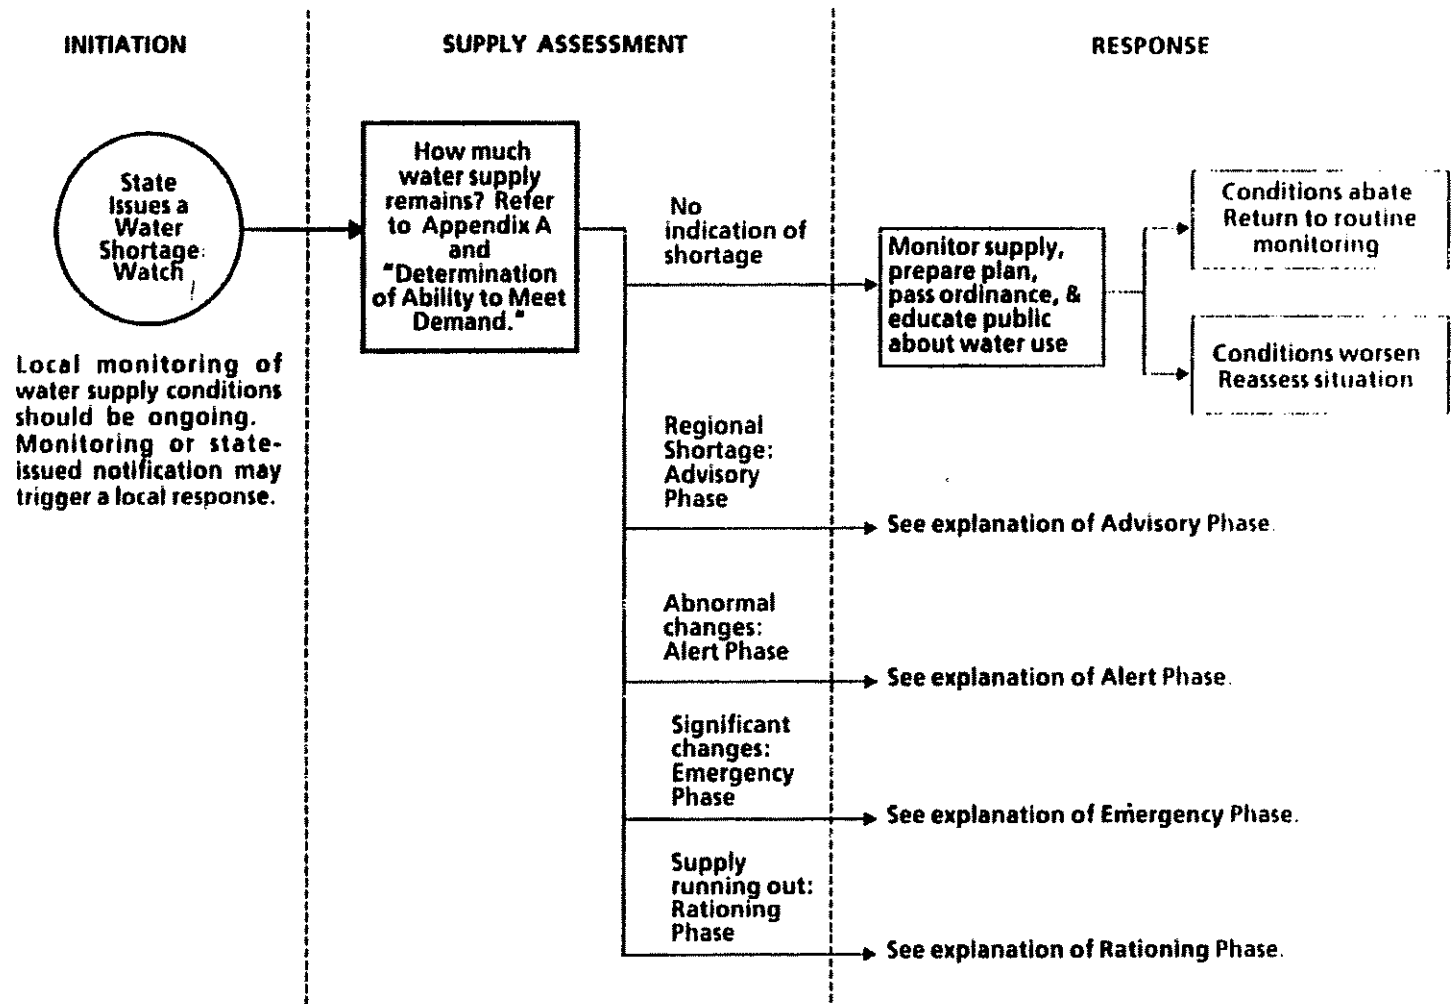 INITIATION
SUPPLY ASSESSMENT
RESPONSE
State
Issues a
Water
Shortage:
Watch
Local monitoring of
water supply conditions
should be ongoing.
Monitoring or state-
issued notification may
trigger a local response.
How much
water supply
remains? Refer
to Appendix A
and
"Determination
of Ability to Meet
Demand."
No
indication of
shortage
Monitor supply,
prepare plan,
pass ordinance, &
educate public
about water use
Conditions abate
Return to routine
monitoring
Conditions worsen
Reassess situation
Regional
Shortage:
Advisory
Phase
See explanation of Advisory Phase.
Abnormal
changes:
Alert Phase
See explanation of Alert Phase.
Significant
changes:
Emergency
Phase
See explanation of Emergency Phase.
Supply
running out:
Rationing
Phase
See explanation of Rationing Phase.